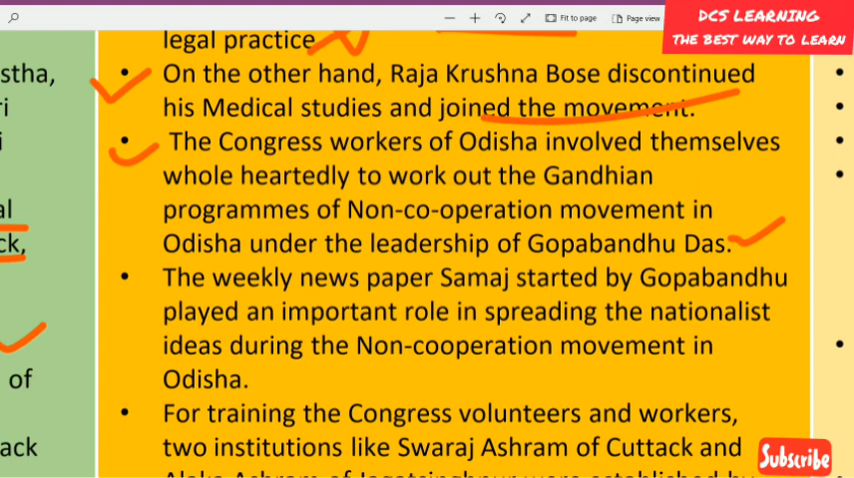 Fit to page
Page view
DCS LEARNING
THE BEST WAY TO LEARN
stha,
ri
i
al
ck,
of
ack
legal practice
• On the other hand, Raja Krushna Bose discontinued
his Medical studies and joined the movement.
• The Congress workers of Odisha involved themselves
whole heartedly to work out the Gandhian
programmes of Non-co-operation movement in
Odisha under the leadership of Gopabandhu Das.
• The weekly news paper Samaj started by Gopabandhu
played an important role in spreading the nationalist
ideas during the Non-cooperation movement in
Odisha.
• For training the Congress volunteers and workers,
two institutions like Swaraj Ashram of Cuttack and
Subscribe